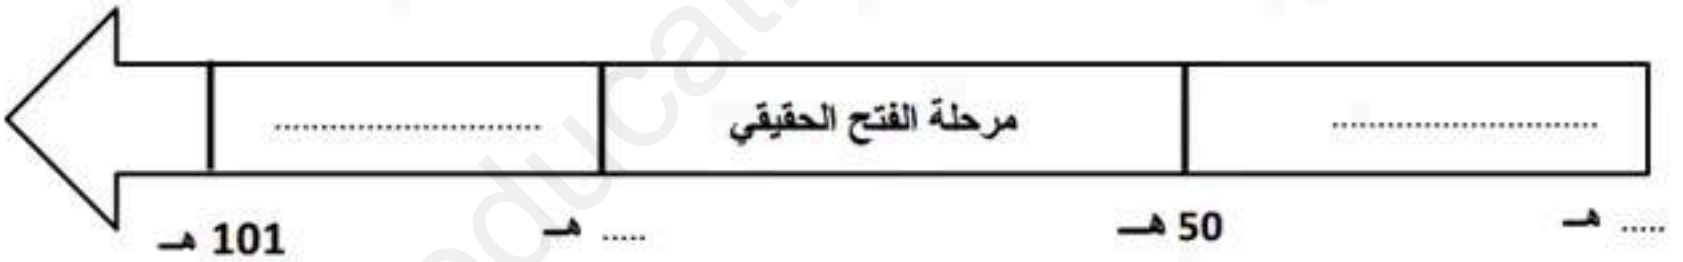 ............................ مرحلة الفتح الحقيقي ............................
..... هـ 50 هـ ..... هـ 101 هـ